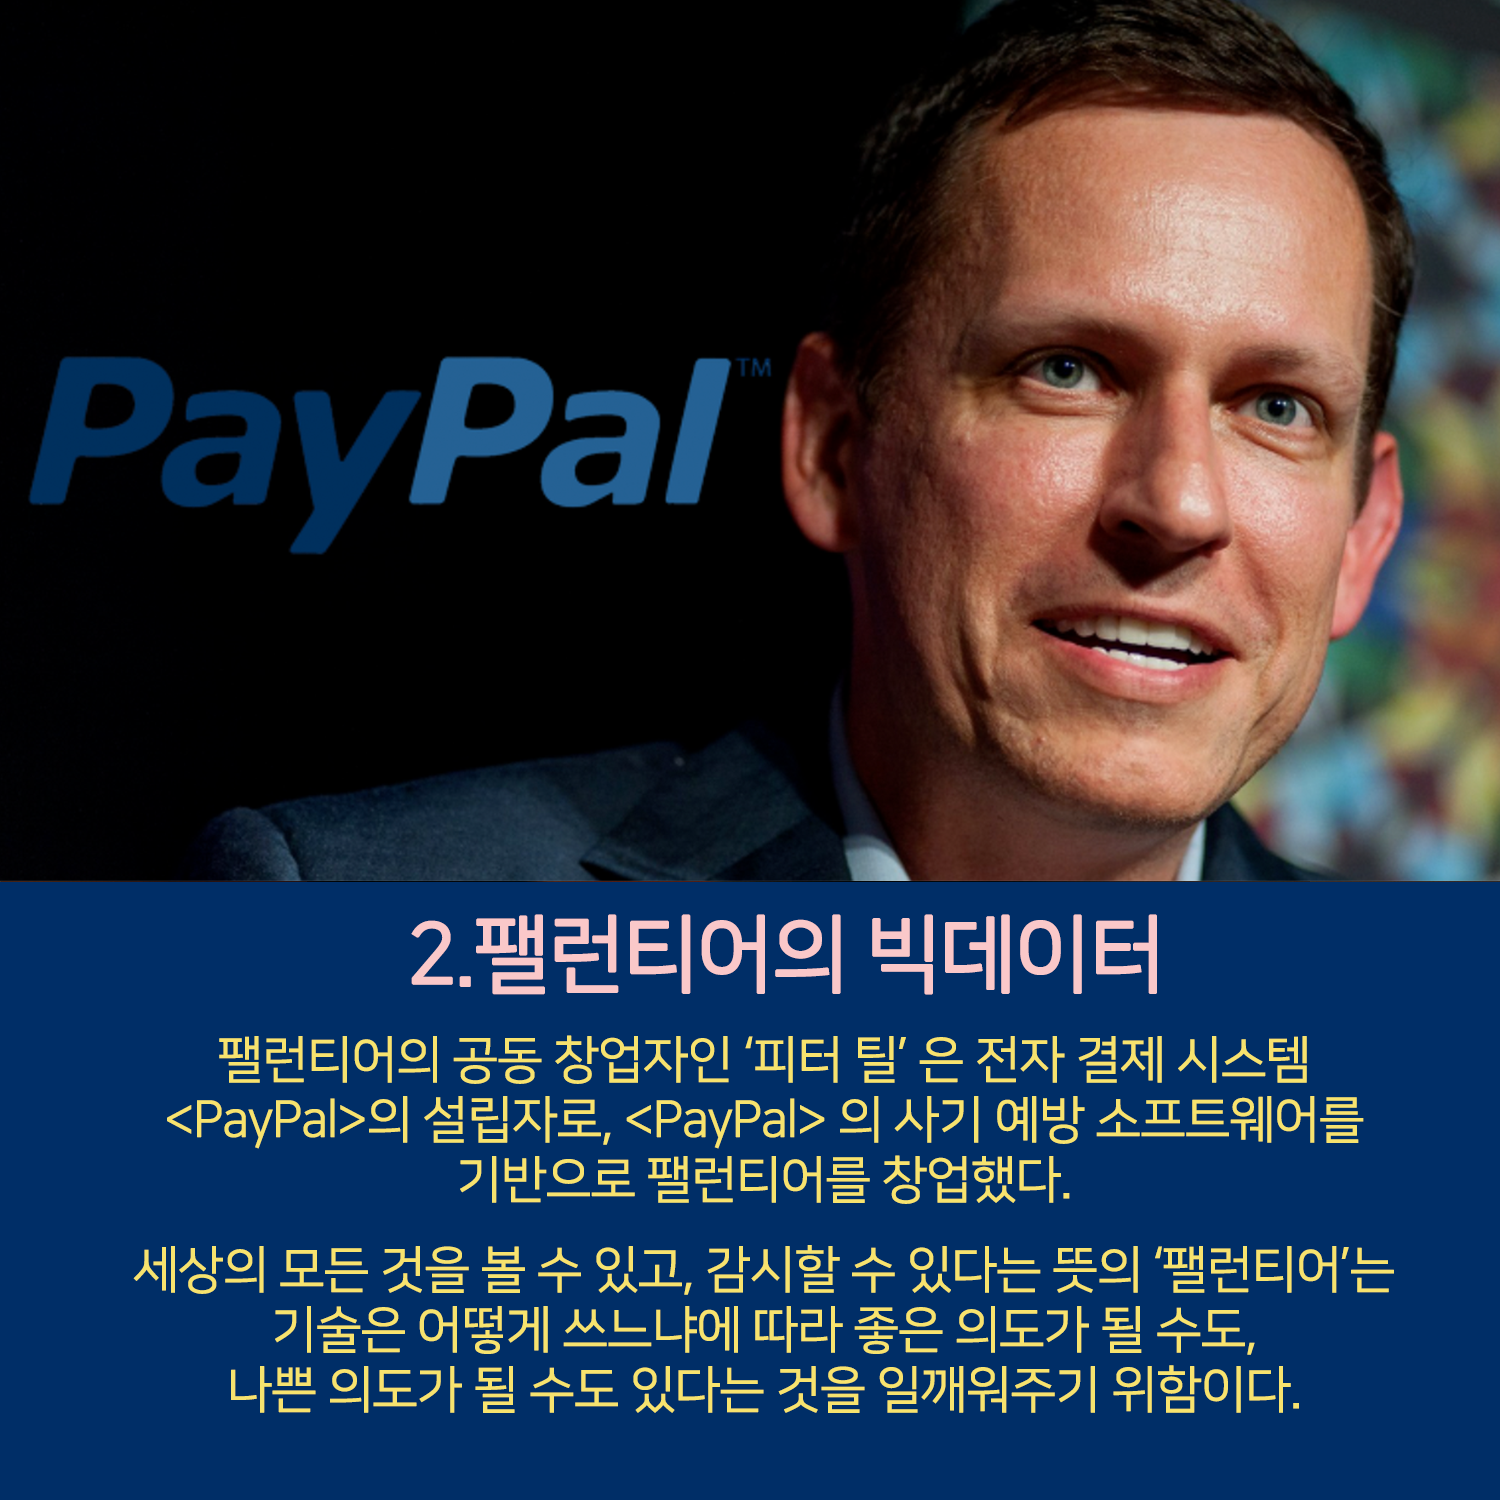 PayPal™
2.팰런티어의 빅데이터
팰런티어의 공동 창업자인 ‘피터 틸’ 은 전자 결제 시스템
<PayPal>의 설립자로, <PayPal> 의 사기 예방 소프트웨어를
기반으로 팰런티어를 창업했다.
세상의 모든 것을 볼 수 있고, 감시할 수 있다는 뜻의 ‘팰런티어’는
기술은 어떻게 쓰느냐에 따라 좋은 의도가 될 수도,
나쁜 의도가 될 수도 있다는 것을 일깨워주기 위함이다.